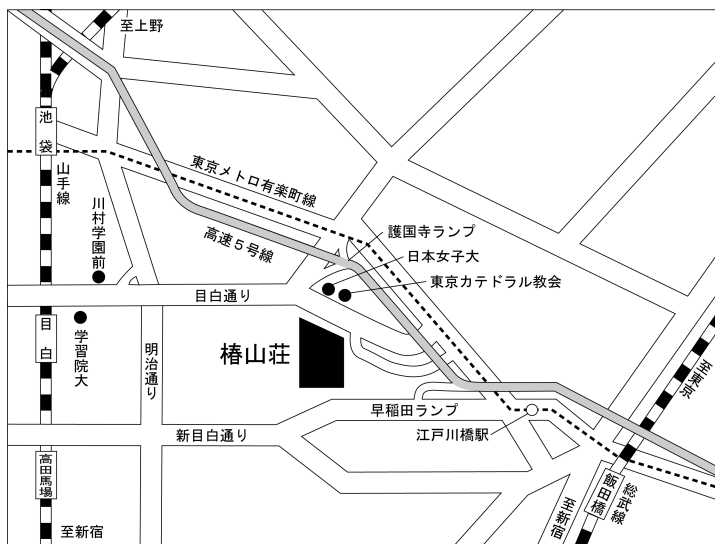 至上野
池袋
山手線
東京メトロ有楽町線
川村学園前
高速5号線
護国寺ランプ
日本女子大
東京カテドラル教会
目白通り
目白
学習院大
明治通り
椿山荘
至東京
早稲田ランプ
江戸川橋駅
新目白通り
高田馬場
飯田橋
総武線
至新宿
至新宿